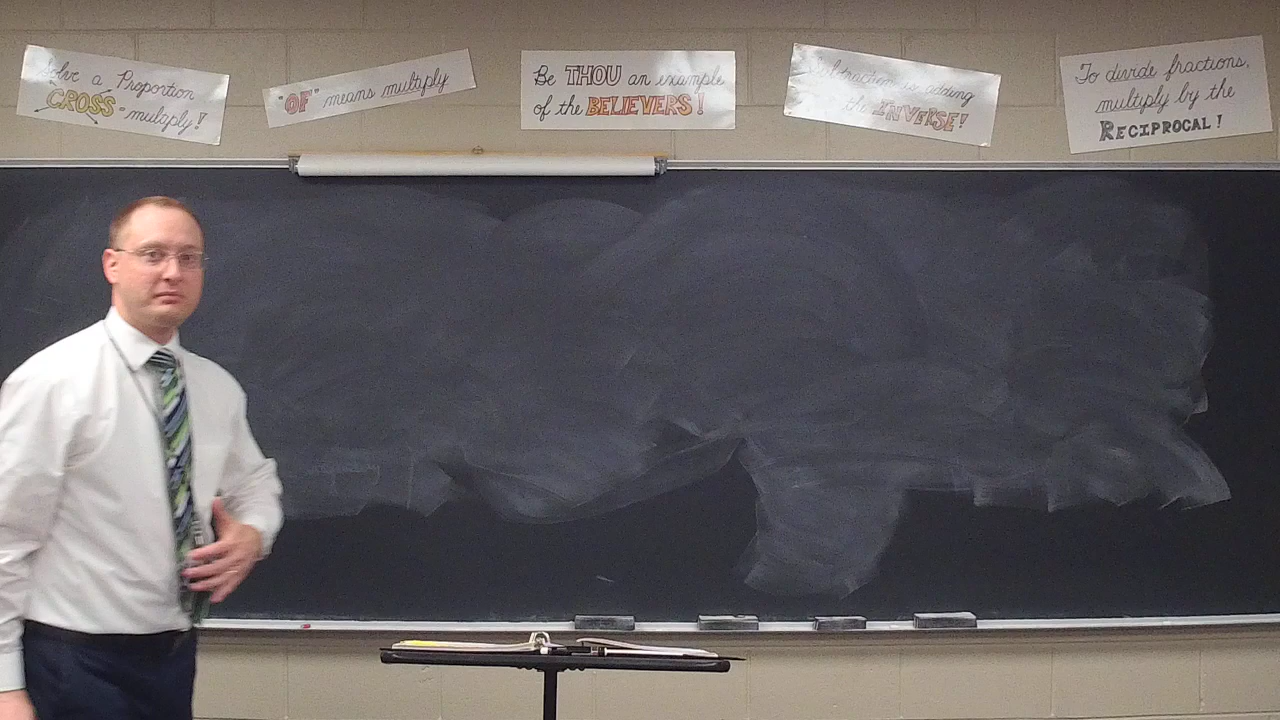 Solve a Proportion
CROSS-multiply!
"OF" means multiply
Be THOU an example
of the BELIEVERS!
Subtraction is adding
the INVERSE!
To divide fractions,
multiply by the
RECIPROCAL!